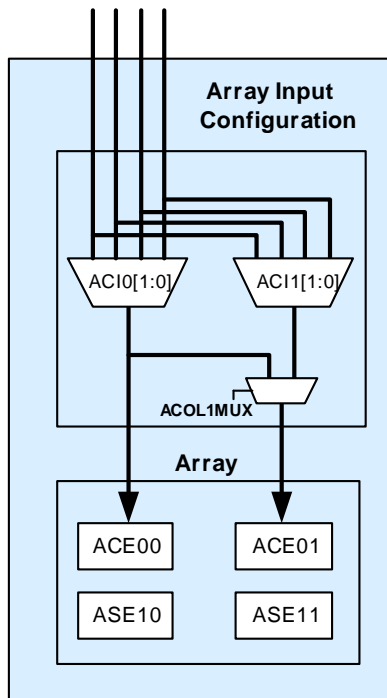 Array Input
Configuration
ACI0[1:0]
ACI1[1:0]
ACOL1MUX
Array
ACE00
ACE01
ASE10
ASE11